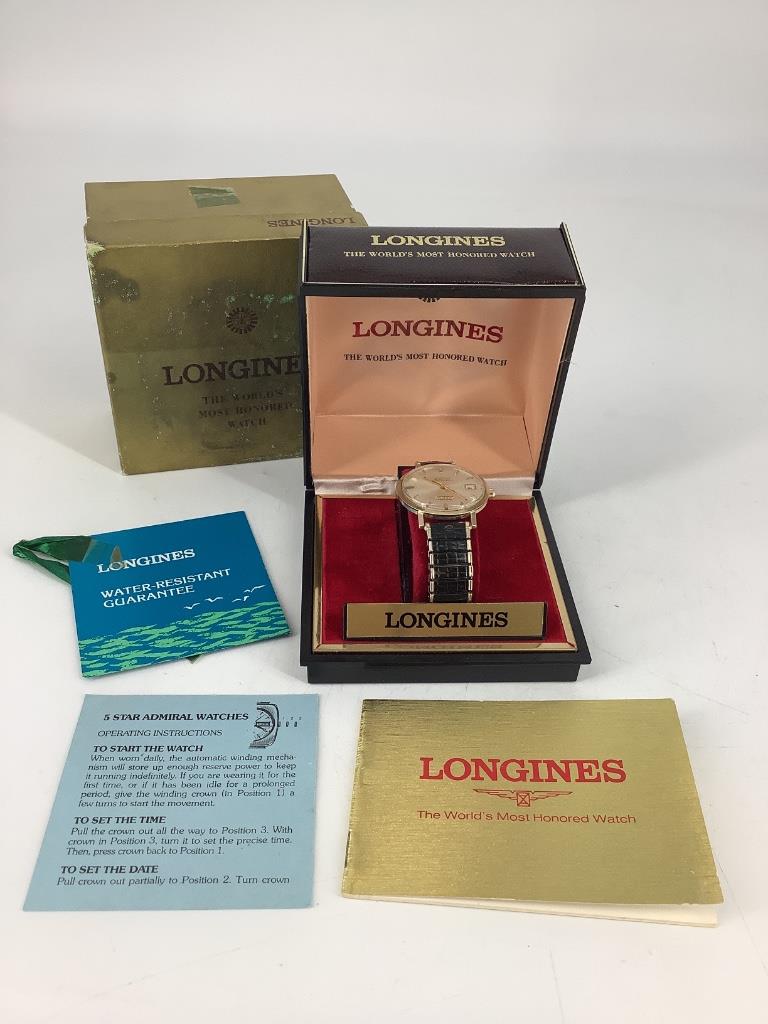 LONGINES
LONGINE
THE WORLD'S
MOST HONORED
WATCH
LONGINES
THE WORLD'S MOST HONORED WATCH
LONGINES
THE WORLD'S MOST HONORED WATCH
LONGINES
LONGINES
WATER-RESISTANT
GUARANTEE
5 STAR ADMIRAL WATCHES
OPERATING INSTRUCTIONS
TO START THE WATCH
When worn daily, the automatic winding mecha-
nism will store up enough reserve power to keep
it running indefinitely. If you are wearing it for the
first time, or if it has been idle for a prolonged
period, give the winding crown (in Position 1) a
few turns to start the movement.
TO SET THE TIME
Pull the crown out all the way to Position 3. With
crown in Position 3, turn it to set the precise time.
Then, press crown back to Position 1.
TO SET THE DATE
Pull crown out partially to Position 2. Turn crown
LONGINES
The World's Most Honored Watch